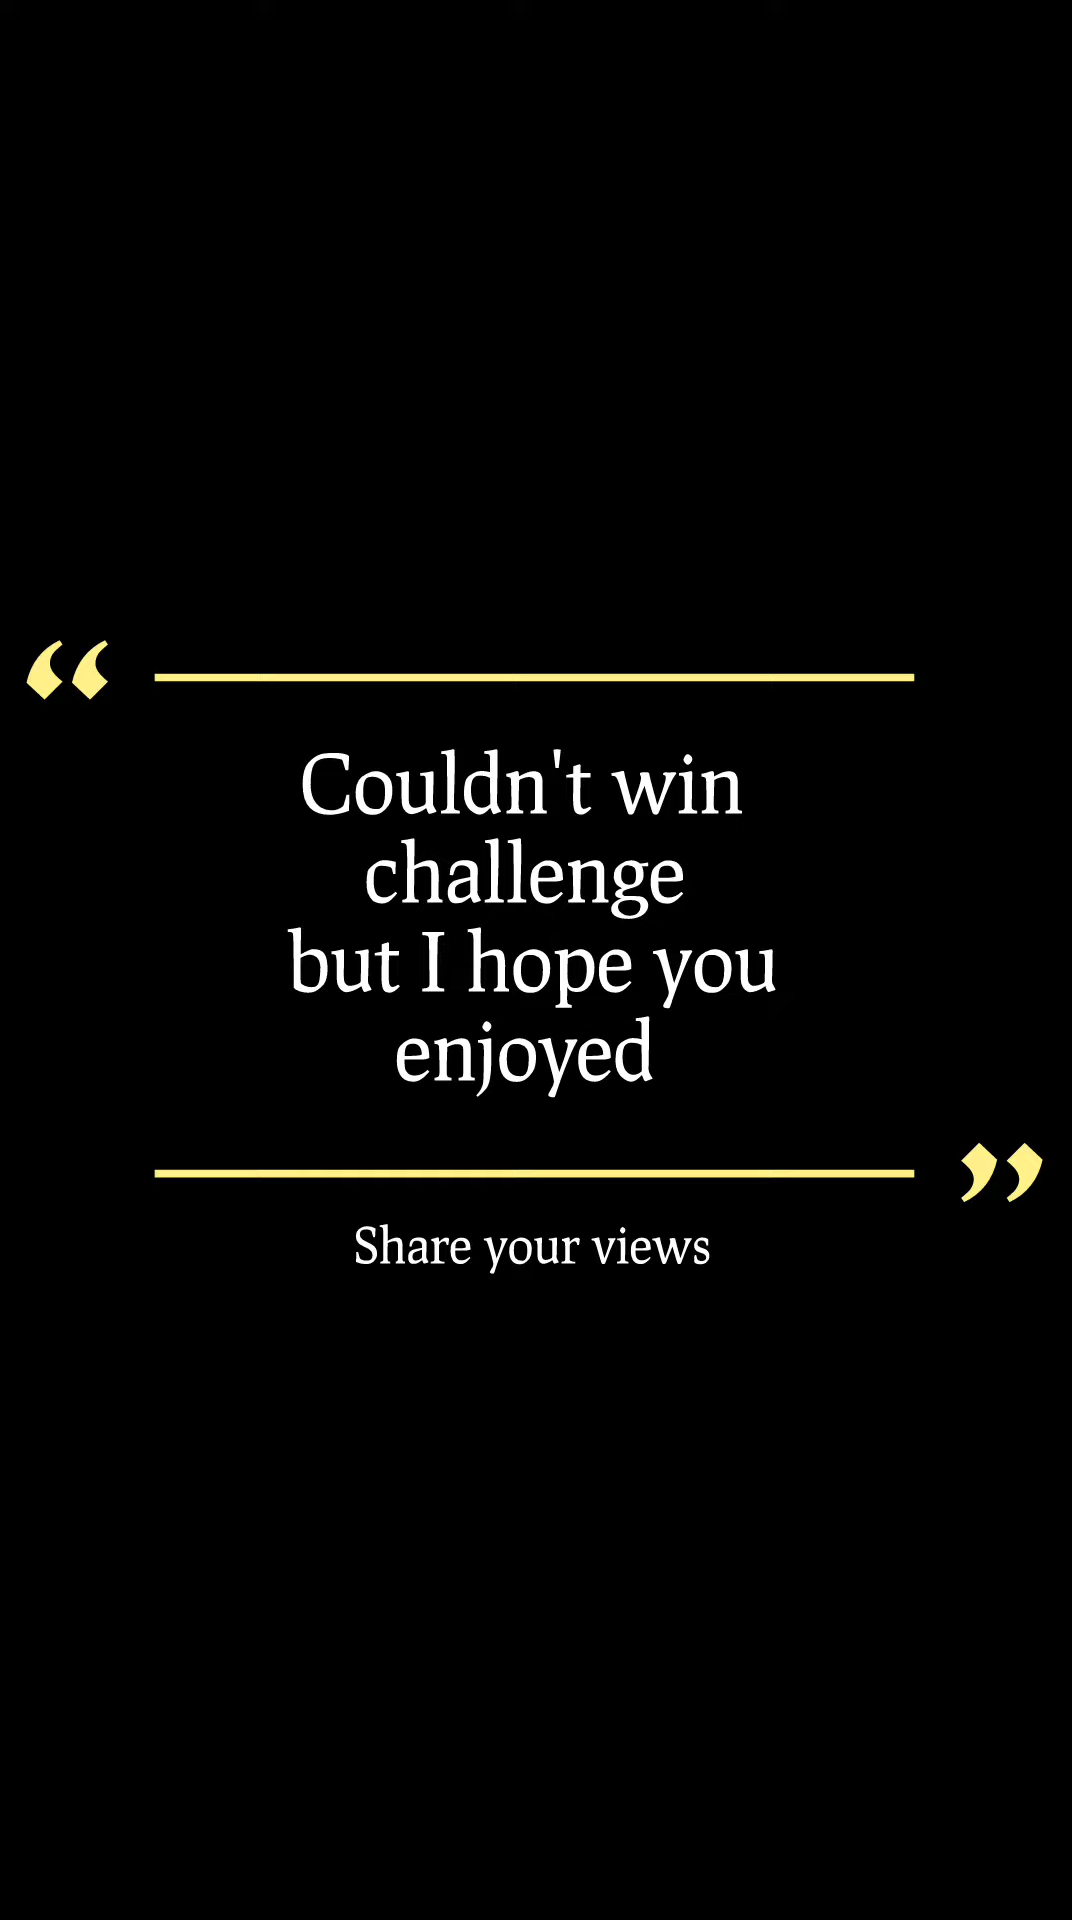 “
Couldn't win
challenge
but I hope you
enjoyed
”
Share your views